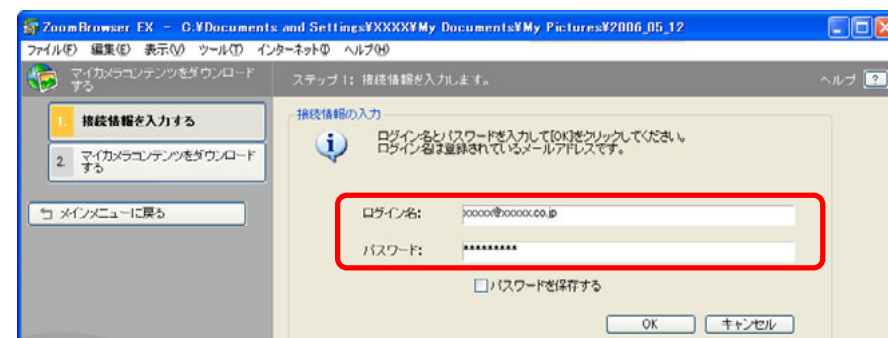 ZoomBrowser EX - C:¥Documents and Settings¥XXXX¥My Documents¥My Pictures¥2006_05_12
ファイル(F) 編集(E) 表示(V) ツール(T) インターネット(I) ヘルプ(H)
マイカメラコンテンツをダウンロード
する
ステップ1: 接続情報を入力します。
ヘルプ ?
1. 接続情報を入力する
2. マイカメラコンテンツをダウンロード
する
メインメニューに戻る
接続情報の入力
ログイン名とパスワードを入力して[OK]をクリックしてください。
ログイン名は登録されているメールアドレスです。
ログイン名: xxxxx@xxxxx.co.jp
パスワード: *********
パスワードを保存する
OK キャンセル